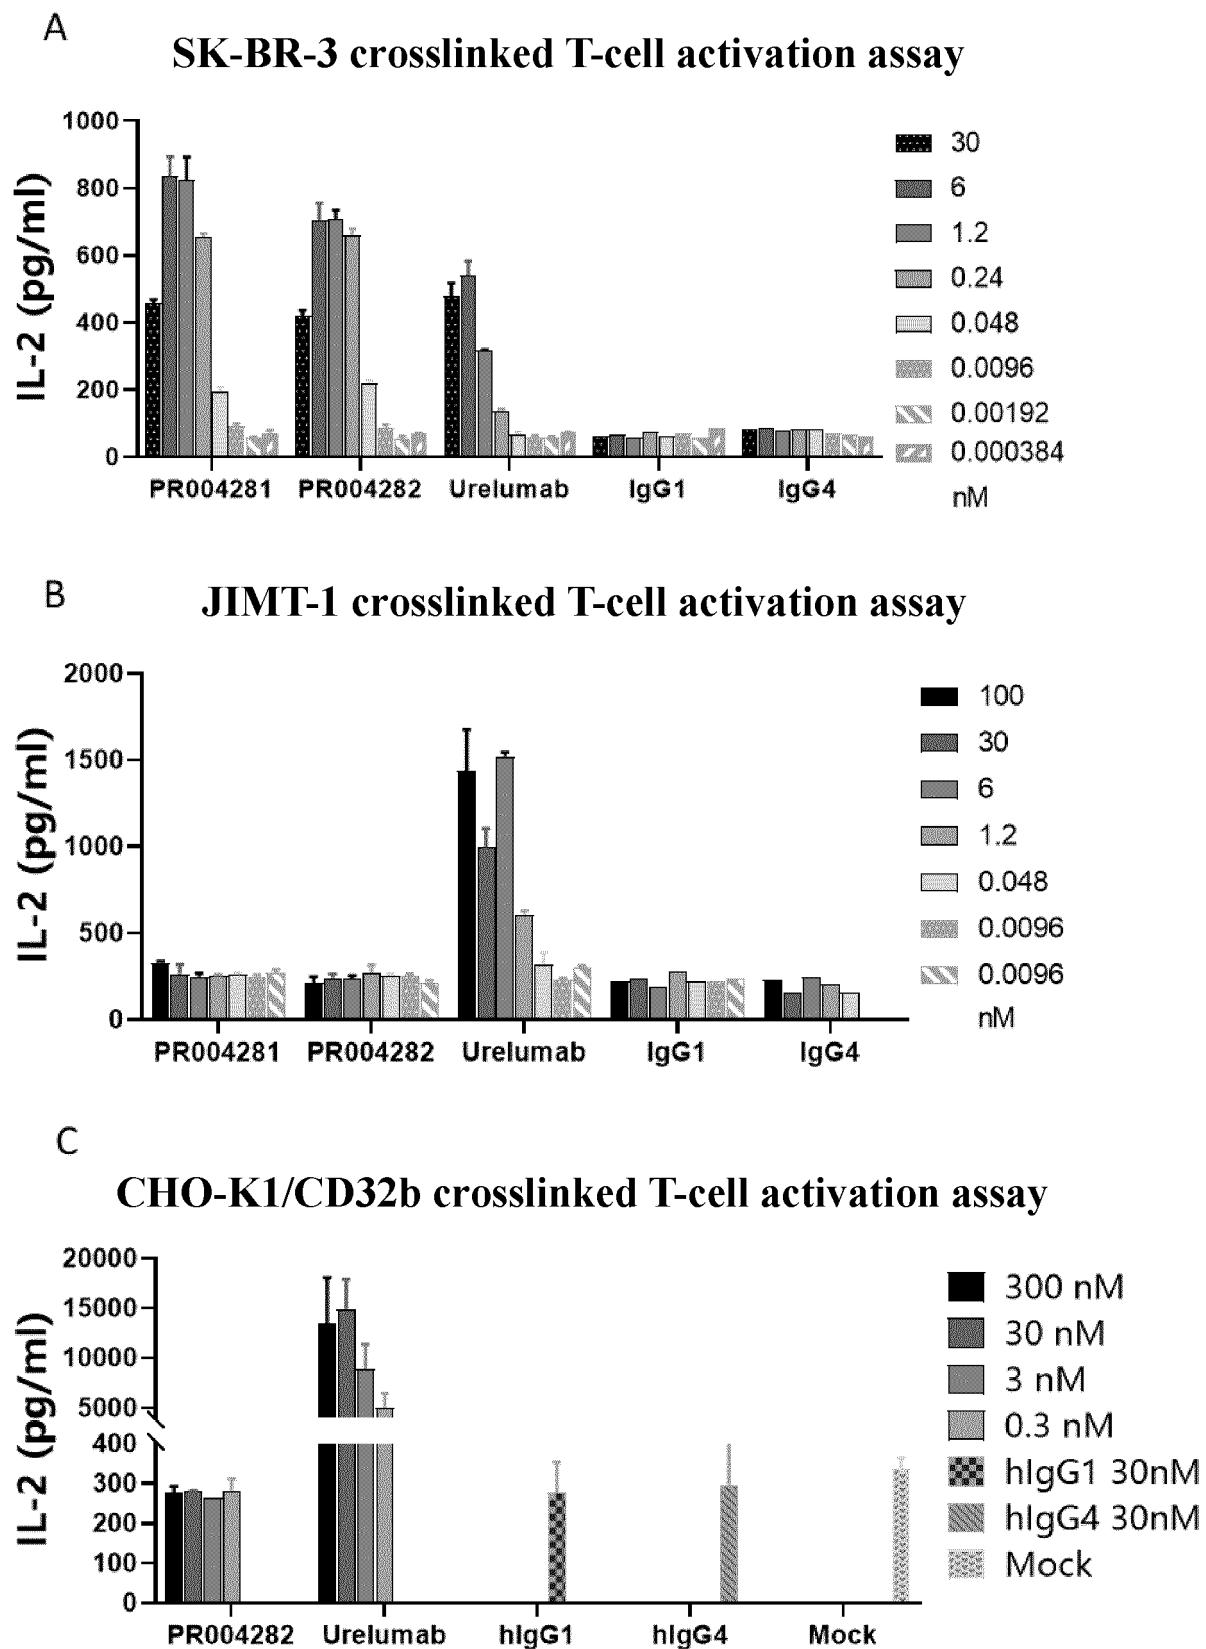 A
SK-BR-3 crosslinked T-cell activation assay
IL-2 (pg/ml)
1000
800
600
400
200
0
PR004281
PR004282
Urelumab
IgG1
IgG4
30
6
1.2
0.24
0.048
0.0096
0.00192
0.000384
nM
B
JIMT-1 crosslinked T-cell activation assay
IL-2 (pg/ml)
2000
1500
1000
500
0
PR004281
PR004282
Urelumab
IgG1
IgG4
100
30
6
1.2
0.048
0.0096
0.0096
nM
C
CHO-K1/CD32b crosslinked T-cell activation assay
IL-2 (pg/ml)
20000
15000
10000
5000
400
300
200
100
0
PR004282
Urelumab
hIgG1
hIgG4
Mock
300 nM
30 nM
3 nM
0.3 nM
hIgG1 30nM
hIgG4 30nM
Mock